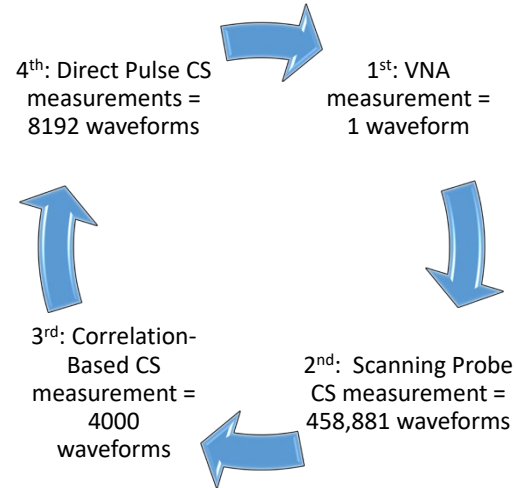 4th: Direct Pulse CS
measurements =
8192 waveforms
1st: VNA
measurement =
1 waveform
2nd:  Scanning Probe
CS measurement =
458,881 waveforms
3rd: Correlation-
Based CS
measurement =
4000
waveforms